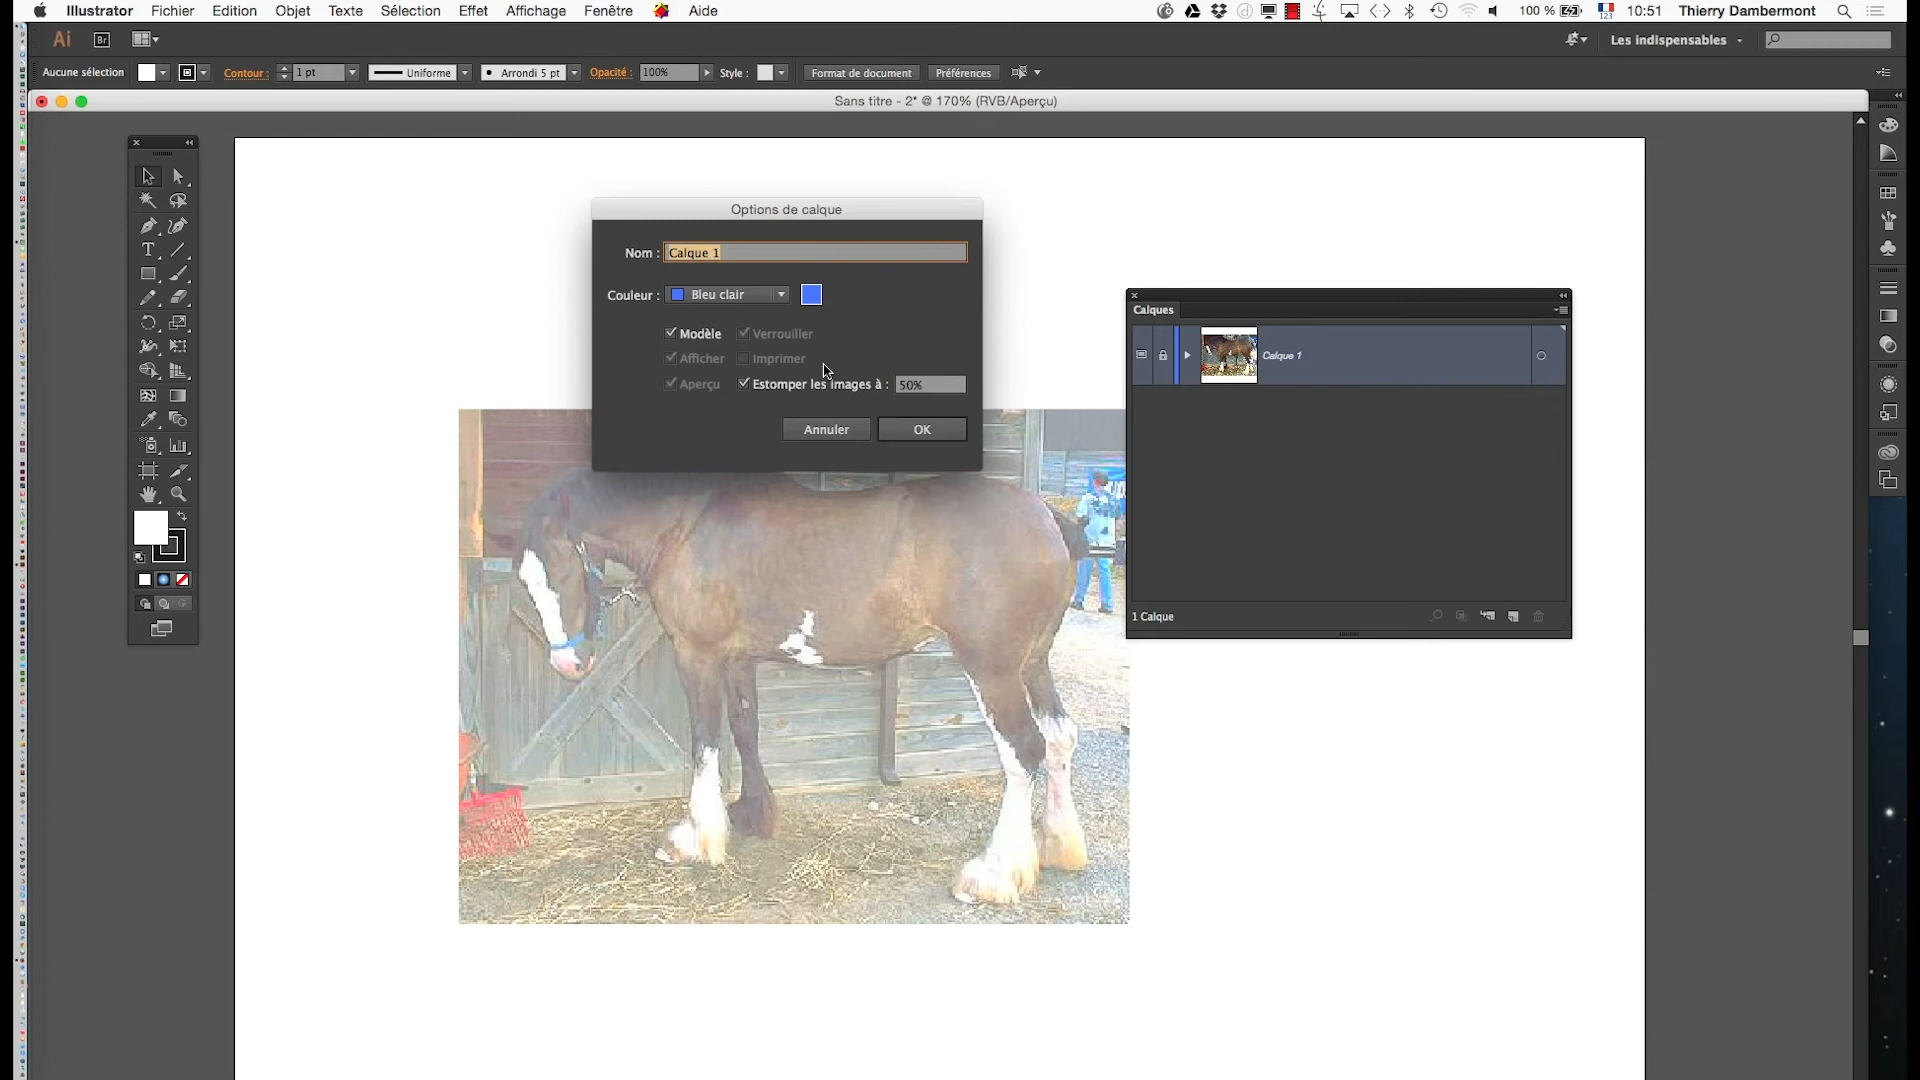 Illustrator Fichier Edition Objet Texte Sélection Effet Affichage Fenêtre Aide 100 % 123 10:51 Thierry Dambermont
Ai Br Les indispensables
Aucune sélection Contour : 1 pt Uniforme Arrondi 5 pt Opacité : 100% Style : Format de document Préférences
Sans titre - 2* @ 170% (RVB/Aperçu)
Options de calque
Nom : Calque 1
Couleur : Bleu clair
Modèle Verrouiller
Afficher Imprimer
Aperçu Estomper les images à : 50%
Annuler OK
Calques
Calque 1
1 Calque